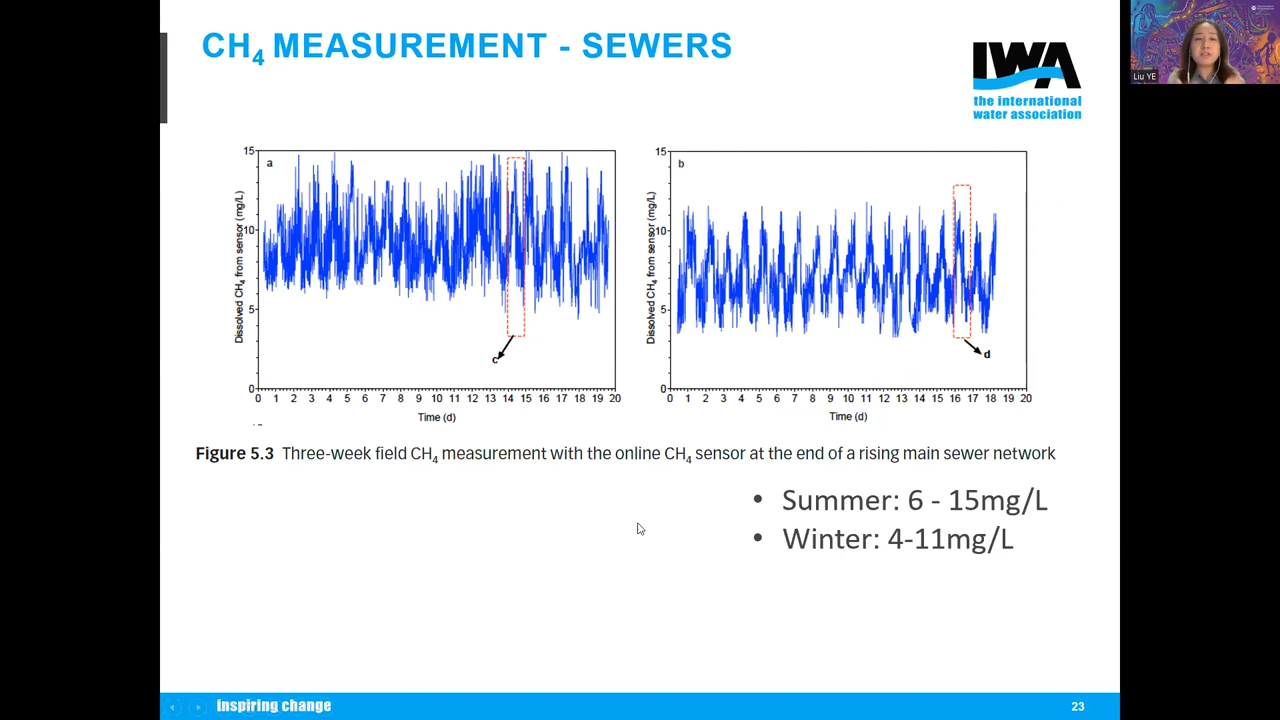 CH4 MEASUREMENT - SEWERS
IWA
the international
water association
Liu YE
a
15
10
5
0
Dissolved CH4 from sensor (mg/L)
c
0 1 2 3 4 5 6 7 8 9 10 11 12 13 14 15 16 17 18 19 20
Time (d)
b
15
10
5
0
Dissolved CH4 from sensor (mg/L)
d
0 1 2 3 4 5 6 7 8 9 10 11 12 13 14 15 16 17 18 19 20
Time (d)
Figure 5.3 Three-week field CH4 measurement with the online CH4 sensor at the end of a rising main sewer network
• Summer: 6 - 15mg/L
• Winter: 4-11mg/L
inspiring change
23